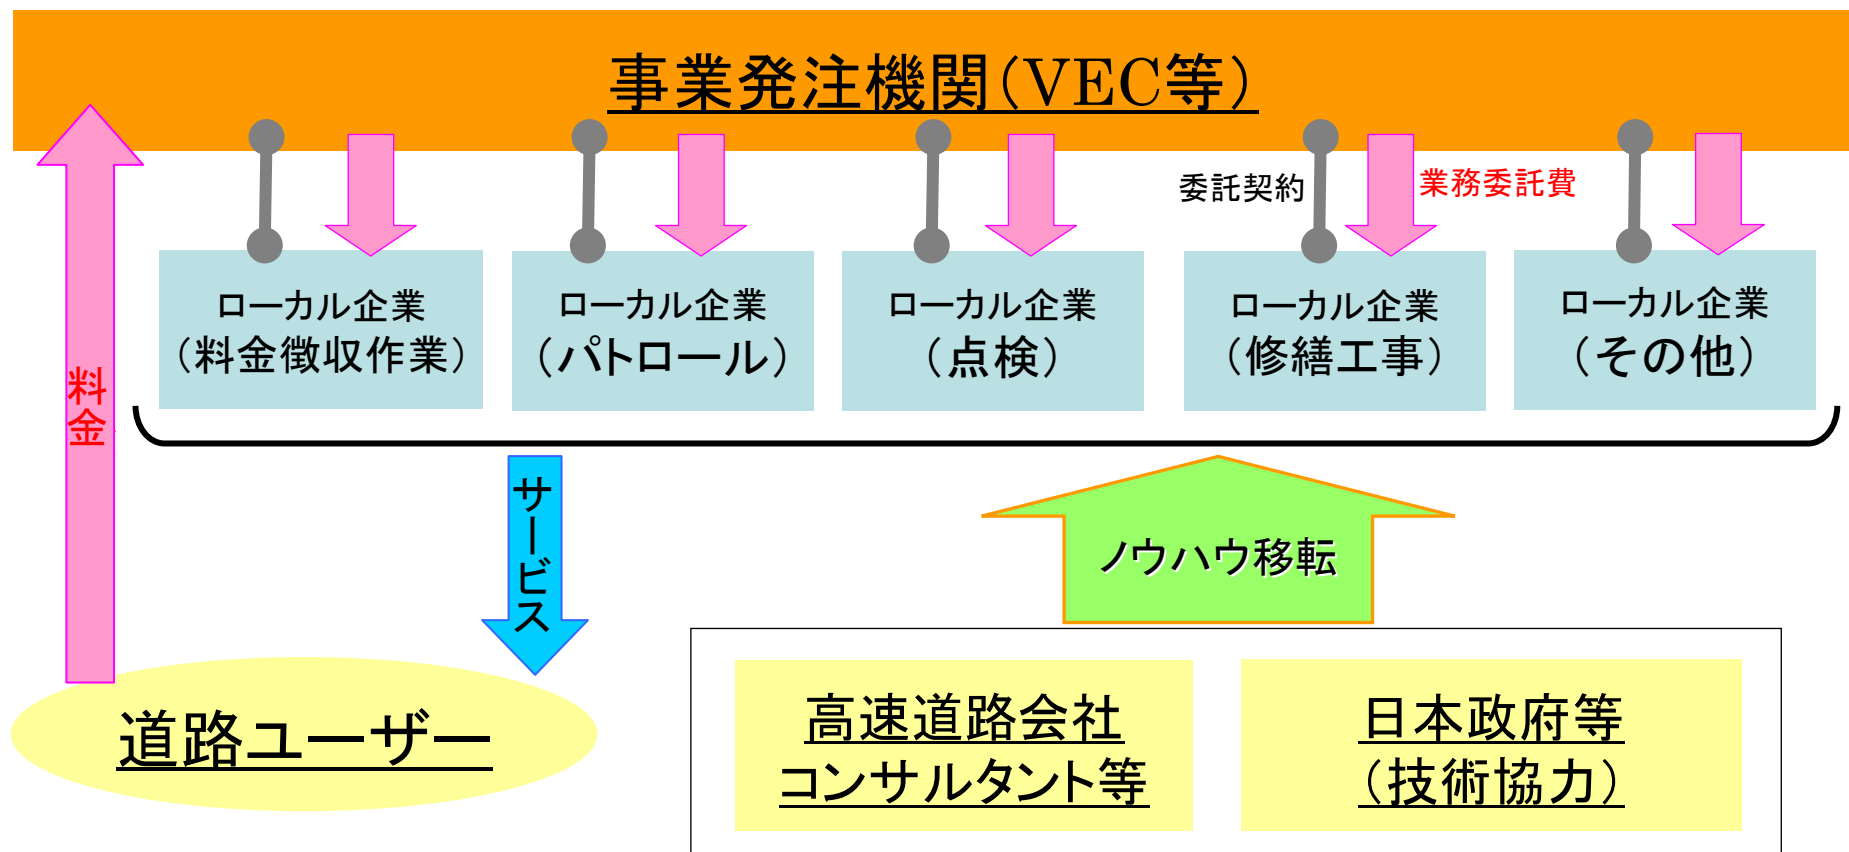 事業発注機関（VEC等）
委託契約
業務委託費
ローカル企業
（料金徴収作業）
ローカル企業
（パトロール）
ローカル企業
（点検）
ローカル企業
（修繕工事）
ローカル企業
（その他）
料金
サービス
ノウハウ移転
道路ユーザー
高速道路会社
コンサルタント等
日本政府等
（技術協力）